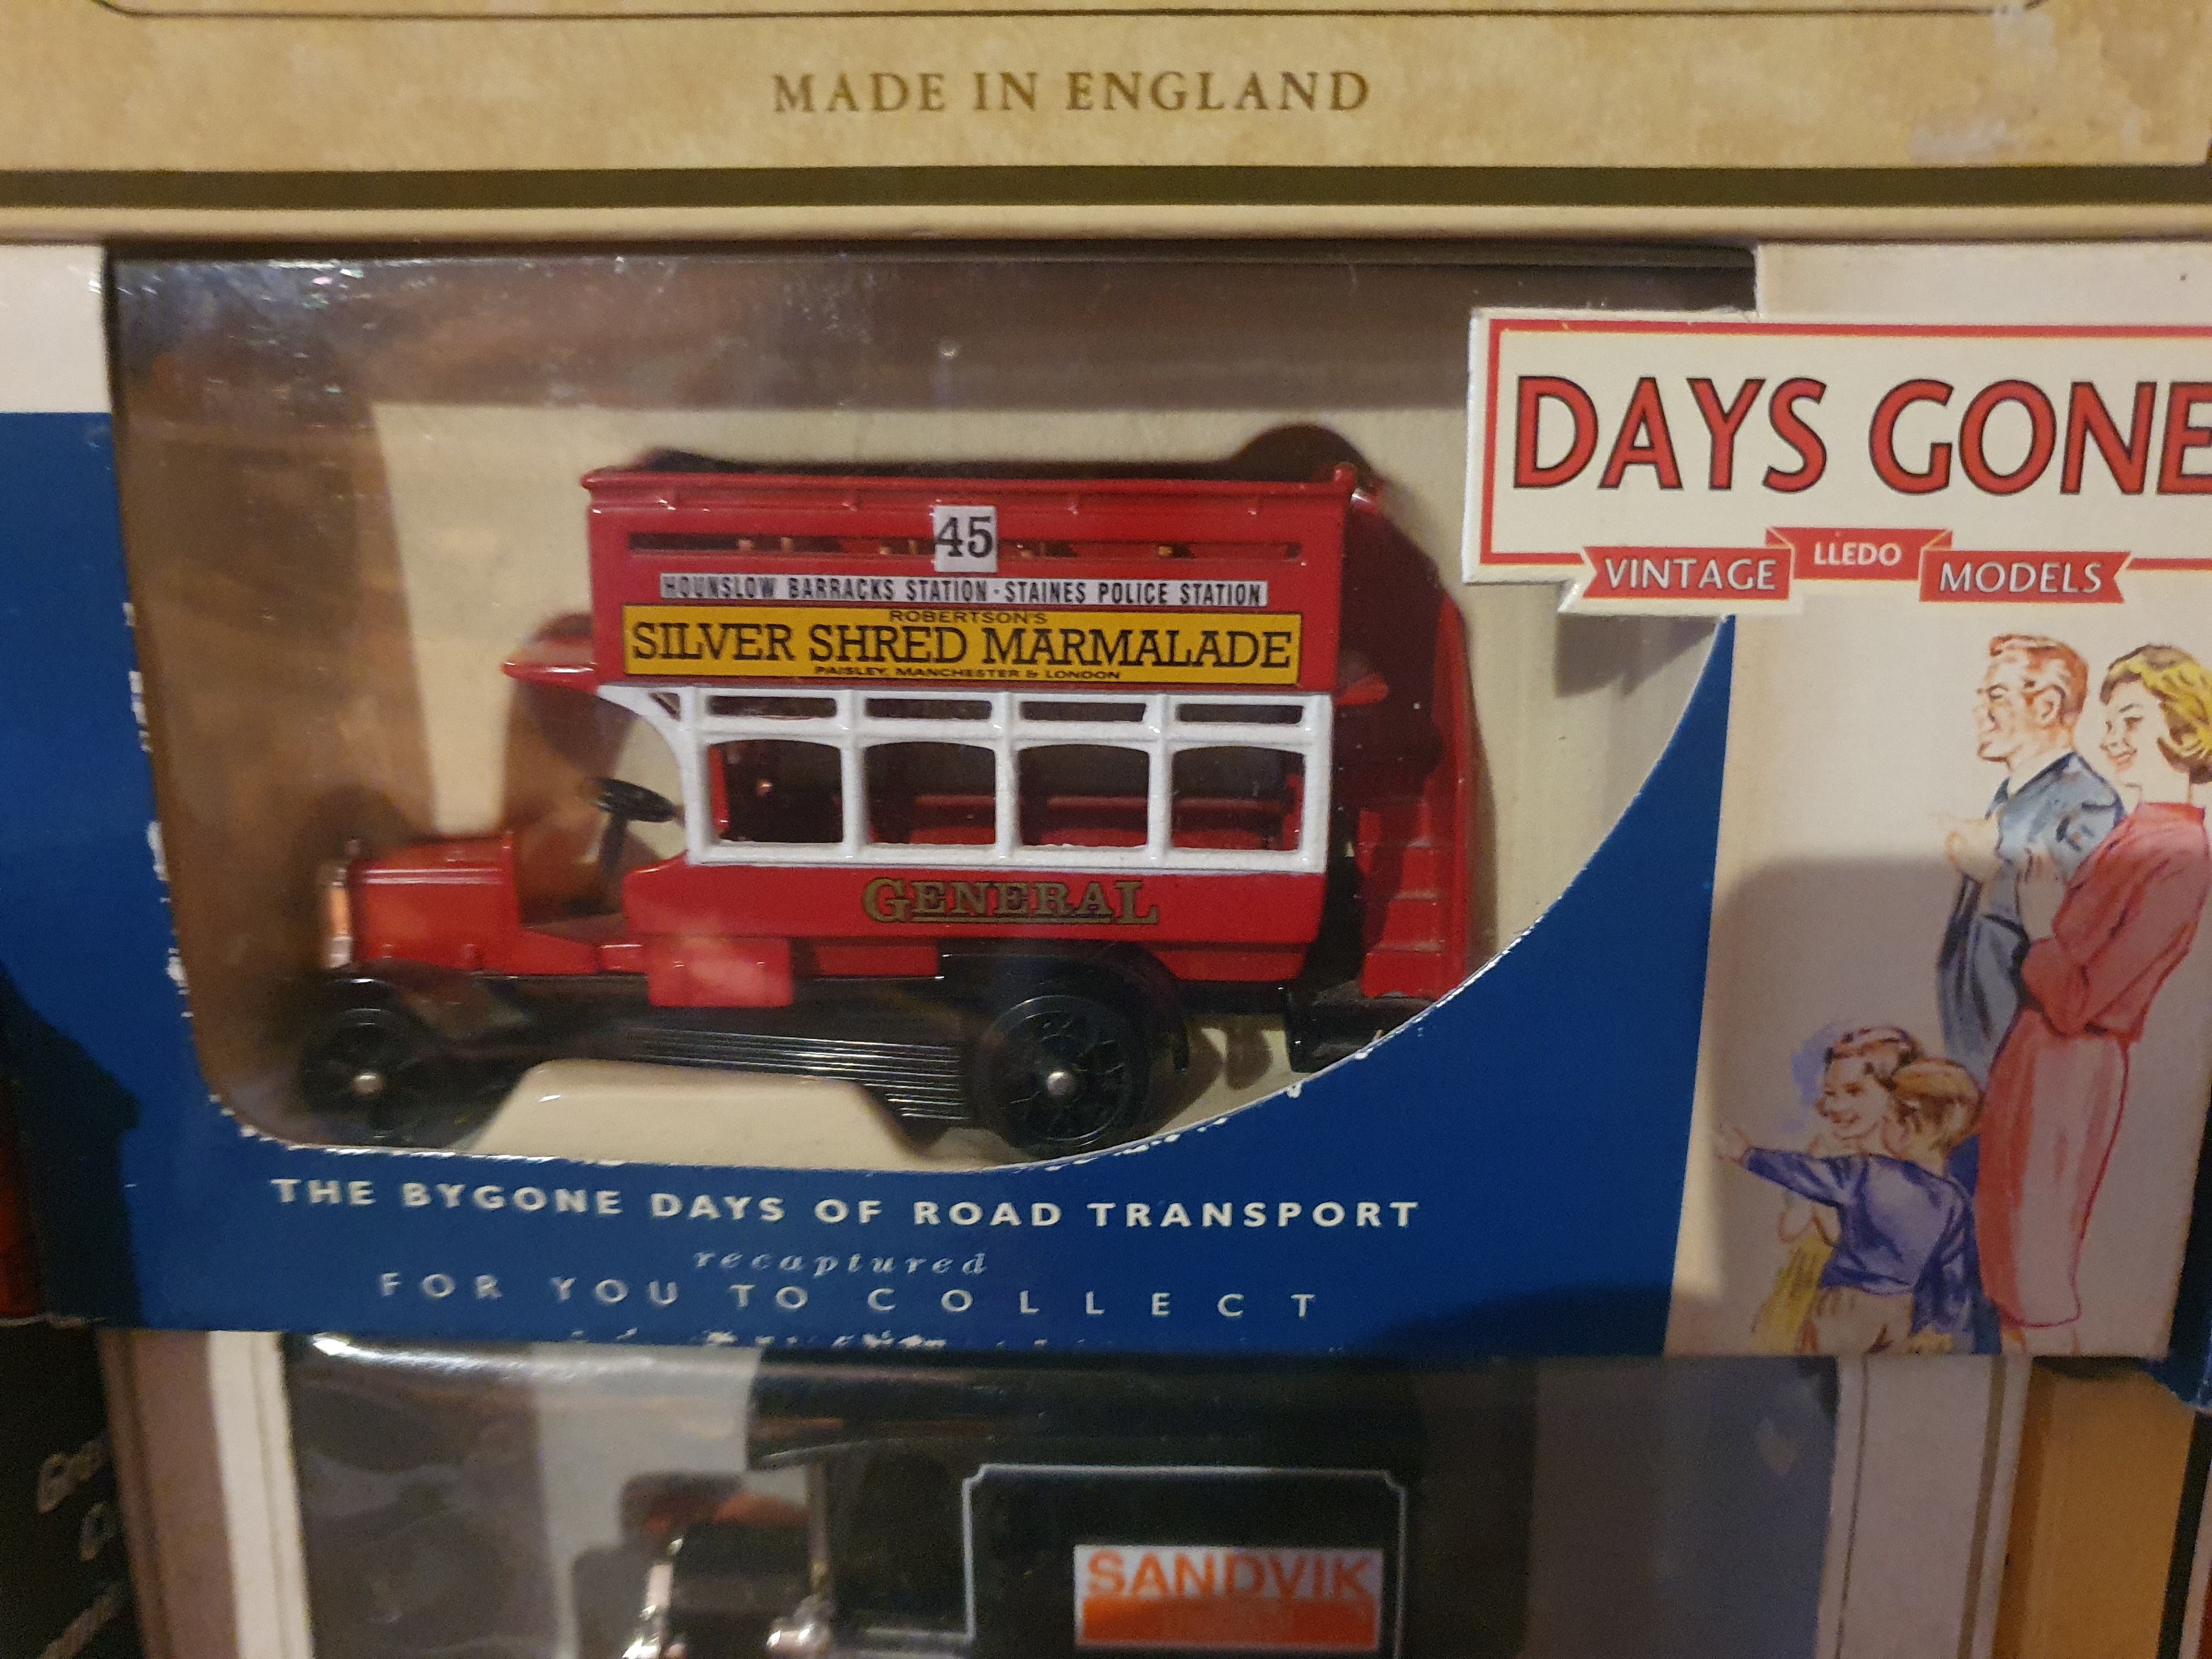 MADE IN ENGLAND
DAYS GONE
VINTAGE LLEDO MODELS
45
HOUNSLOW BARRACKS STATION - STAINES POLICE STATION
ROBERTSON'S
SILVER SHRED MARMALADE
PAISLEY, MANCHESTER & LONDON
GENERAL
THE BYGONE DAYS OF ROAD TRANSPORT
recaptured
FOR YOU TO COLLECT
SANDVIK